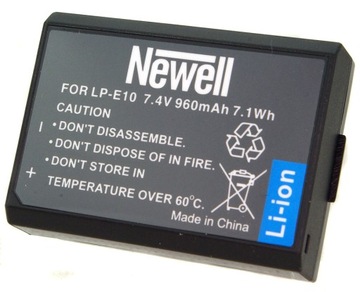 Newell
FOR LP-E10 7.4V 960mAh 7.1Wh
CAUTION
• DON'T DISASSEMBLE.
• DON'T DISPOSE OF IN FIRE.
• DON'T STORE IN
TEMPERATURE OVER 60°C.
Made in China
Li-ion
− +